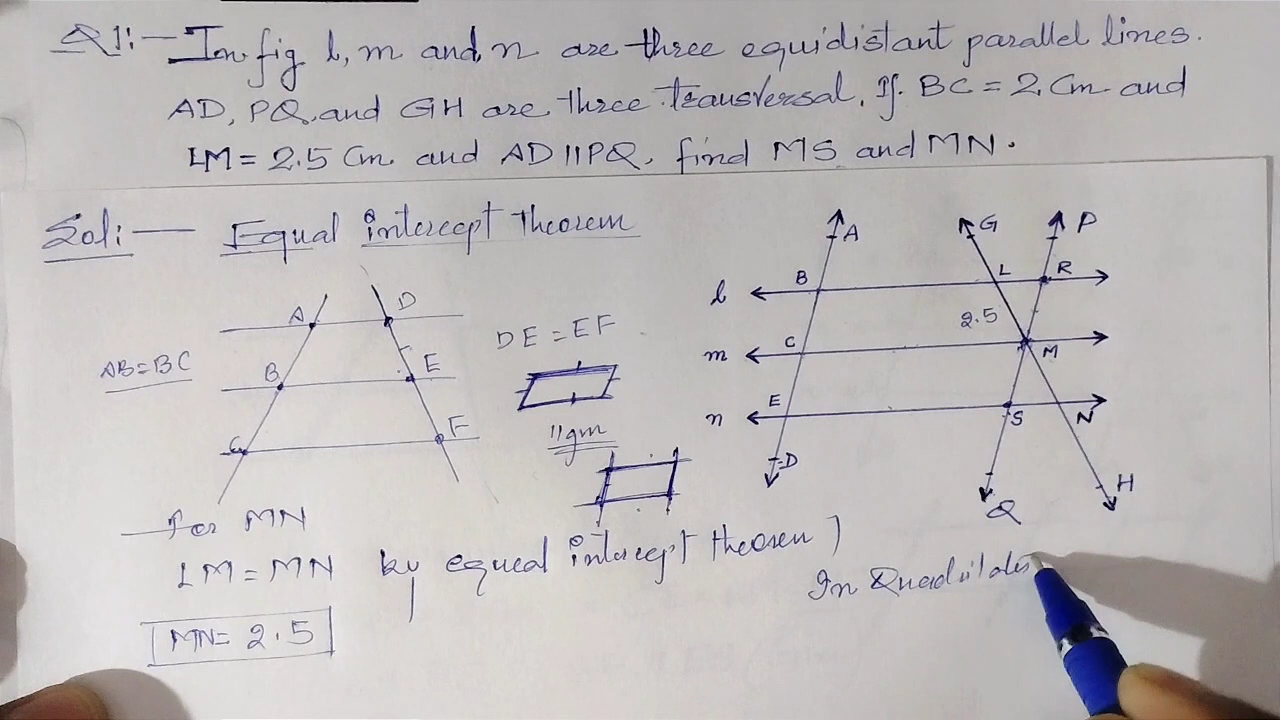 Q1:- In fig l, m and n are three equidistant parallel lines.
AD, PQ and GH are three transversal. If BC = 2 Cm and
LM = 2.5 Cm and AD || PQ, find MS and MN.
Sol:- Equal intercept theorem
A
D
AB=BC
B
E
C
F
DE = EF
||gm
A
G
P
l
B
L
R
2.5
m
C
M
n
E
S
N
D
Q
H
for MN
LM = MN by equal intercept theorem )
MN = 2.5
In